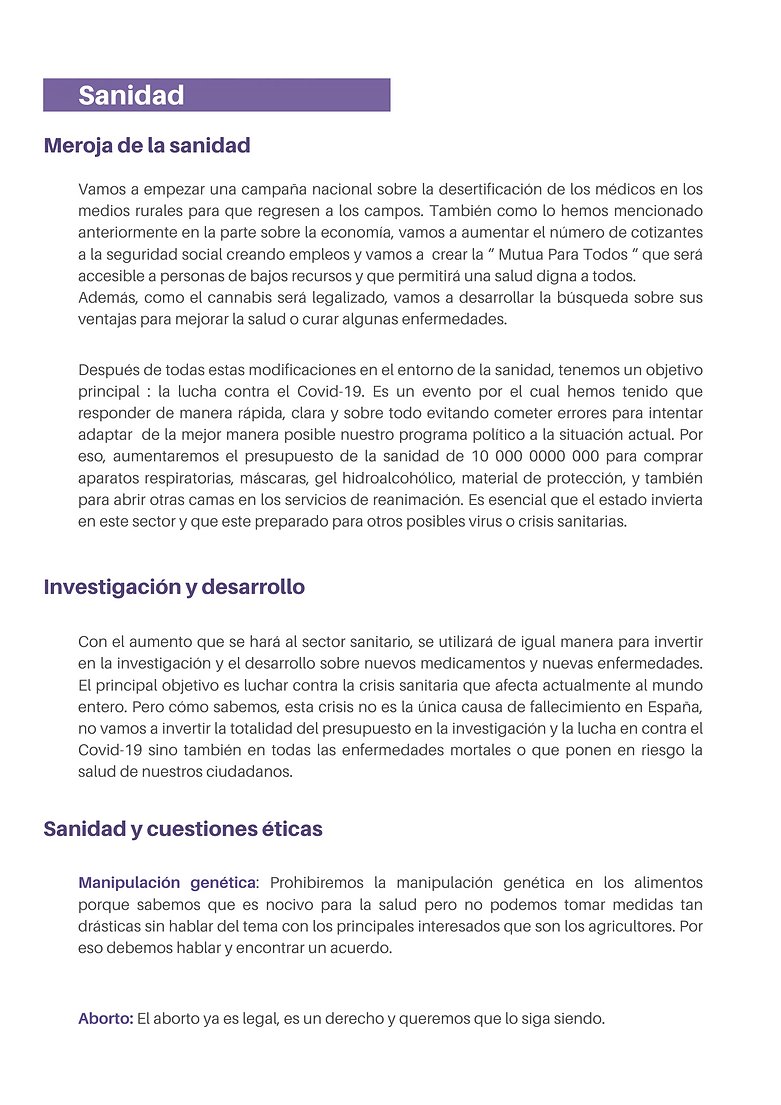 Sanidad
Meroja de la sanidad
Vamos a empezar una campaña nacional sobre la desertificación de los médicos en los
medios rurales para que regresen a los campos. También como lo hemos mencionado
anteriormente en la parte sobre la economía, vamos a aumentar el número de cotizantes
a la seguridad social creando empleos y vamos a  crear la “ Mutua Para Todos “ que será
accesible a personas de bajos recursos y que permitirá una salud digna a todos.
Además, como el cannabis será legalizado, vamos a desarrollar la búsqueda sobre sus
ventajas para mejorar la salud o curar algunas enfermedades.
Después de todas estas modificaciones en el entorno de la sanidad, tenemos un objetivo
principal : la lucha contra el Covid-19. Es un evento por el cual hemos tenido que
responder de manera rápida, clara y sobre todo evitando cometer errores para intentar
adaptar  de la mejor manera posible nuestro programa político a la situación actual. Por
eso, aumentaremos el presupuesto de la sanidad de 10 000 0000 000 para comprar
aparatos respiratorias, máscaras, gel hidroalcohólico, material de protección, y también
para abrir otras camas en los servicios de reanimación. Es esencial que el estado invierta
en este sector y que este preparado para otros posibles virus o crisis sanitarias.
Investigación y desarrollo
Con el aumento que se hará al sector sanitario, se utilizará de igual manera para invertir
en la investigación y el desarrollo sobre nuevos medicamentos y nuevas enfermedades.
El principal objetivo es luchar contra la crisis sanitaria que afecta actualmente al mundo
entero. Pero cómo sabemos, esta crisis no es la única causa de fallecimiento en España,
no vamos a invertir la totalidad del presupuesto en la investigación y la lucha en contra el
Covid-19 sino también en todas las enfermedades mortales o que ponen en riesgo la
salud de nuestros ciudadanos.
Sanidad y cuestiones éticas
Manipulación genética: Prohibiremos la manipulación genética en los alimentos
porque sabemos que es nocivo para la salud pero no podemos tomar medidas tan
drásticas sin hablar del tema con los principales interesados que son los agricultores. Por
eso debemos hablar y encontrar un acuerdo.
Aborto: El aborto ya es legal, es un derecho y queremos que lo siga siendo.